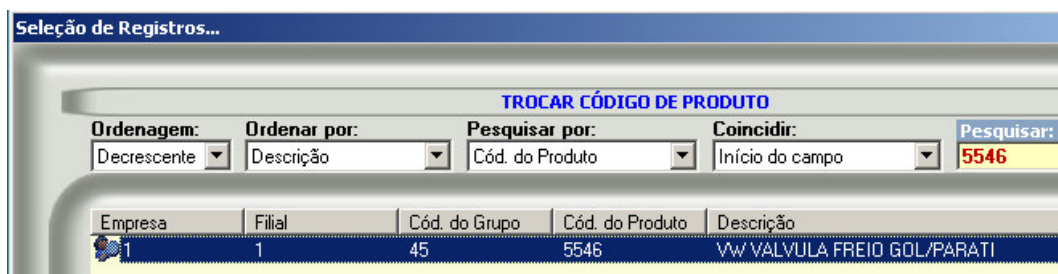 Seleção de Registros...
TROCAR CÓDIGO DE PRODUTO
Ordenagem: Ordenar por: Pesquisar por: Coincidir: Pesquisar:
Decrescente Descrição Cód. do Produto Início do campo 5546
Empresa Filial Cód. do Grupo Cód. do Produto Descrição
1 1 45 5546 VW VALVULA FREIO GOL/PARATI